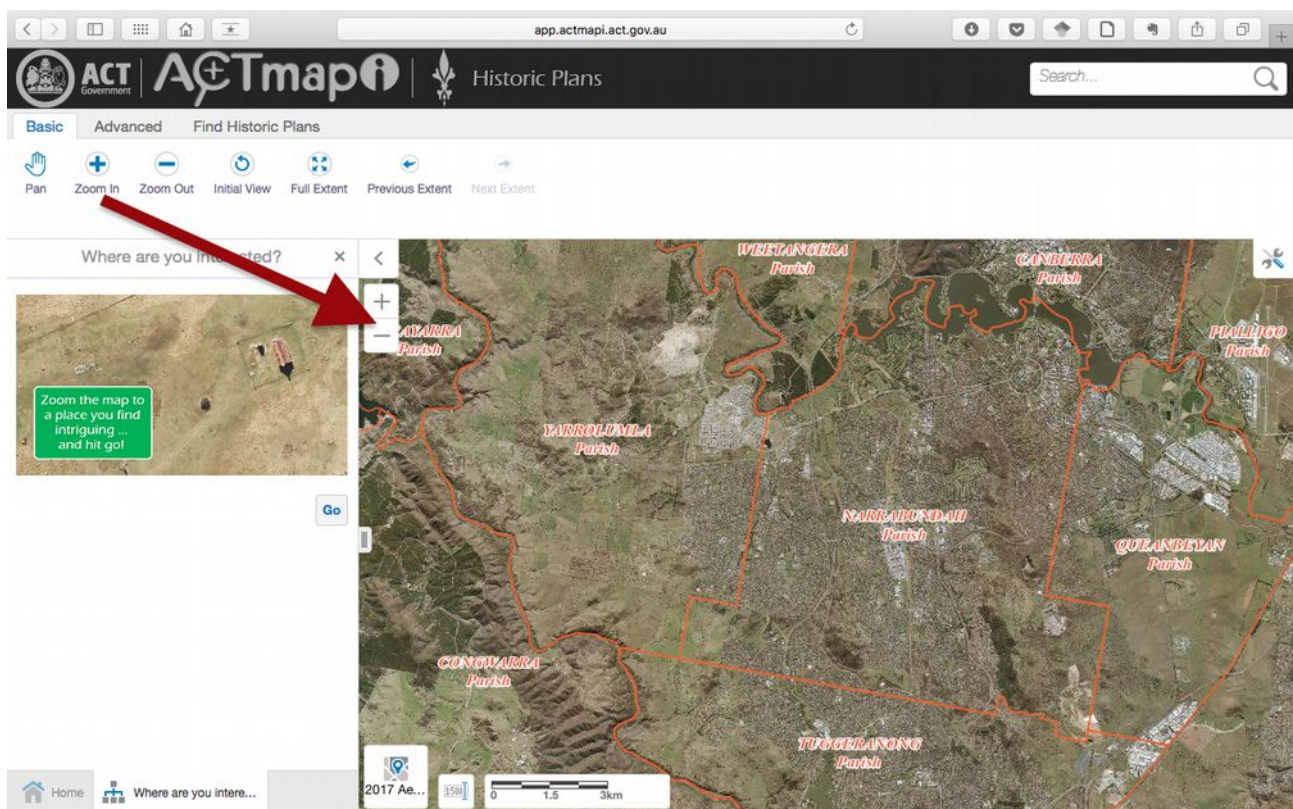 app.actmapi.act.gov.au
ACT
Government
ACTmapi
Historic Plans
Search...
Basic Advanced Find Historic Plans
Pan Zoom In Zoom Out Initial View Full Extent Previous Extent Next Extent
Where are you interested?
Zoom the map to
a place you find
intriguing ...
and hit go!
Go
WEETANGERA
Parish
CANBERRA
Parish
PIALLIGO
Parish
Parish
YARROLUMLA
Parish
NARRABUNDAH
Parish
QUEANBEYAN
Parish
CONGWARRA
Parish
TUGGERANONG
Parish
2017 Ae...
0 1.5 3km
Home Where are you intere...